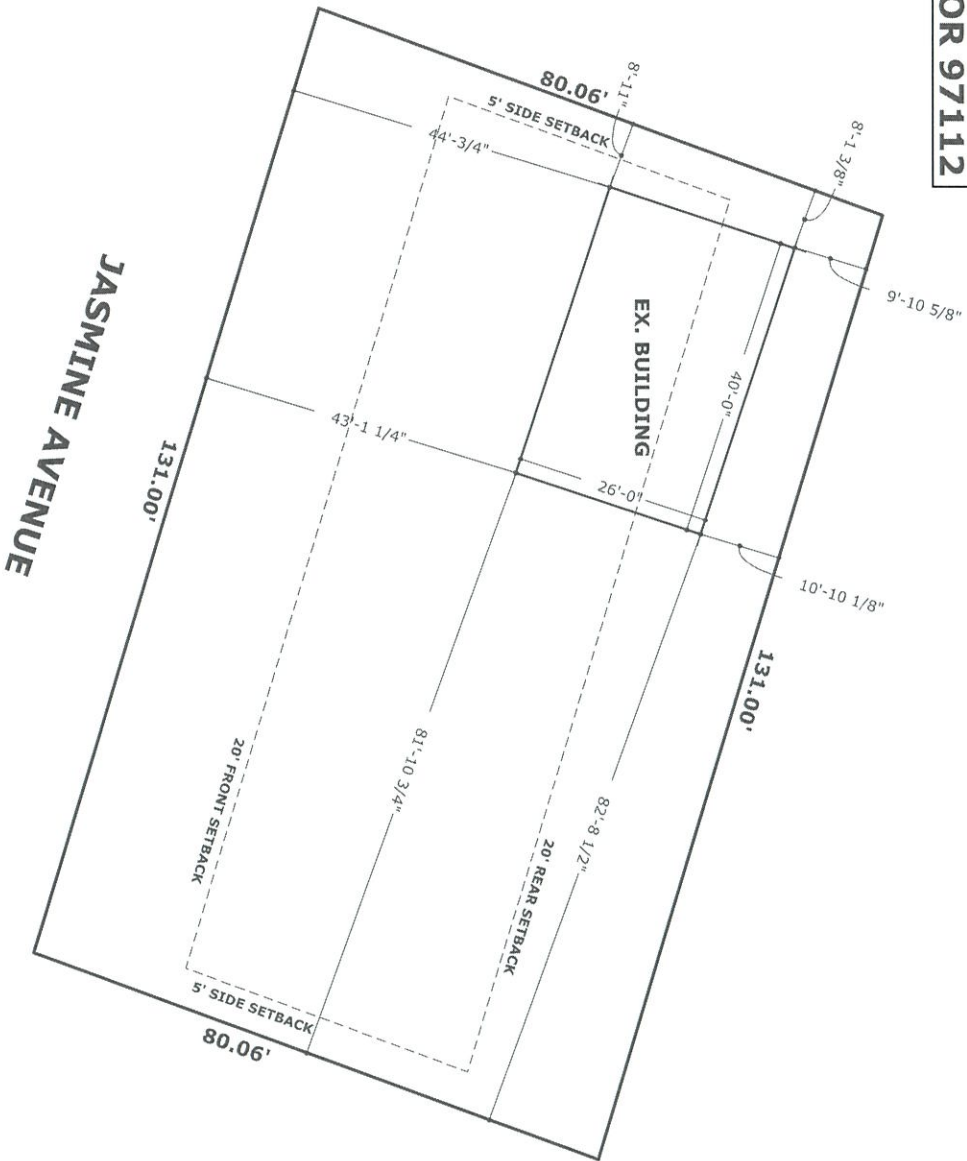 OR 97112
80.06'
5' SIDE SETBACK
8'-11"
8'-1 3/8"
9'-10 5/8"
44'-3/4"
EX. BUILDING
40'-0"
26'-0"
43'-1 1/4"
10'-10 1/8"
131.00'
131.00'
JASMINE AVENUE
81'-10 3/4"
82'-8 1/2"
20' FRONT SETBACK
20' REAR SETBACK
5' SIDE SETBACK
80.06'